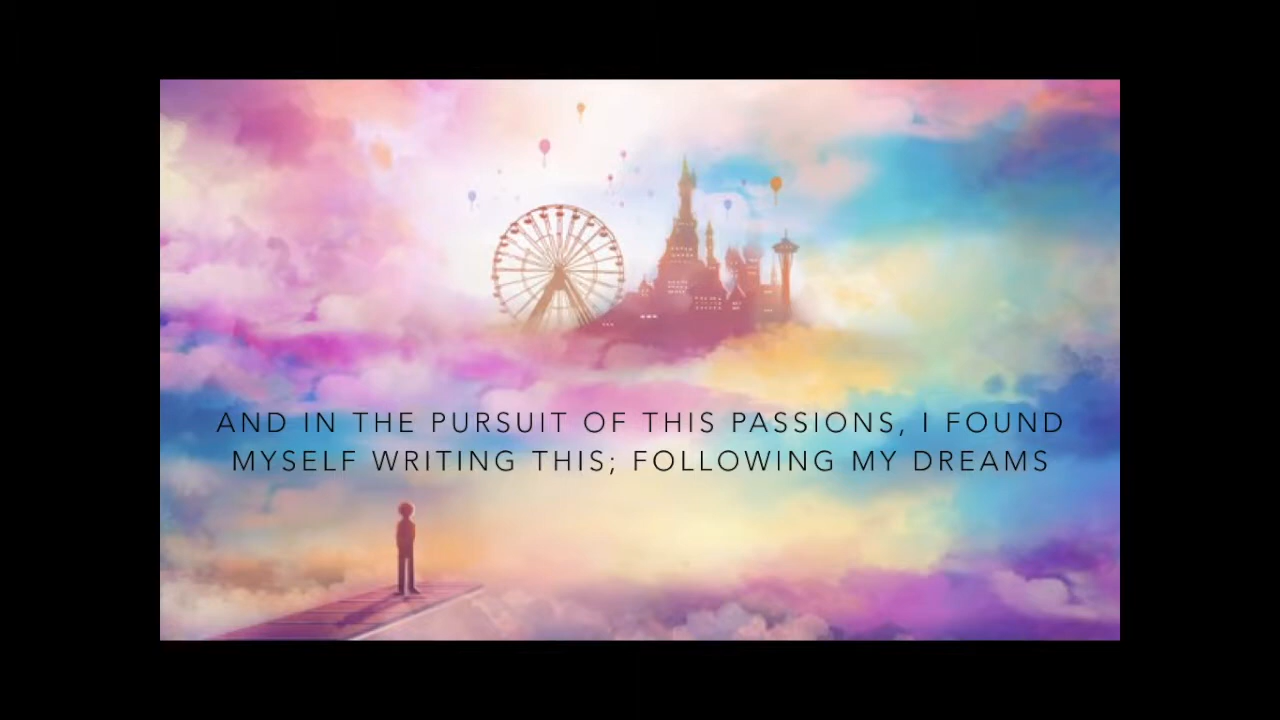 AND IN THE PURSUIT OF THIS PASSIONS, I FOUND
MYSELF WRITING THIS; FOLLOWING MY DREAMS